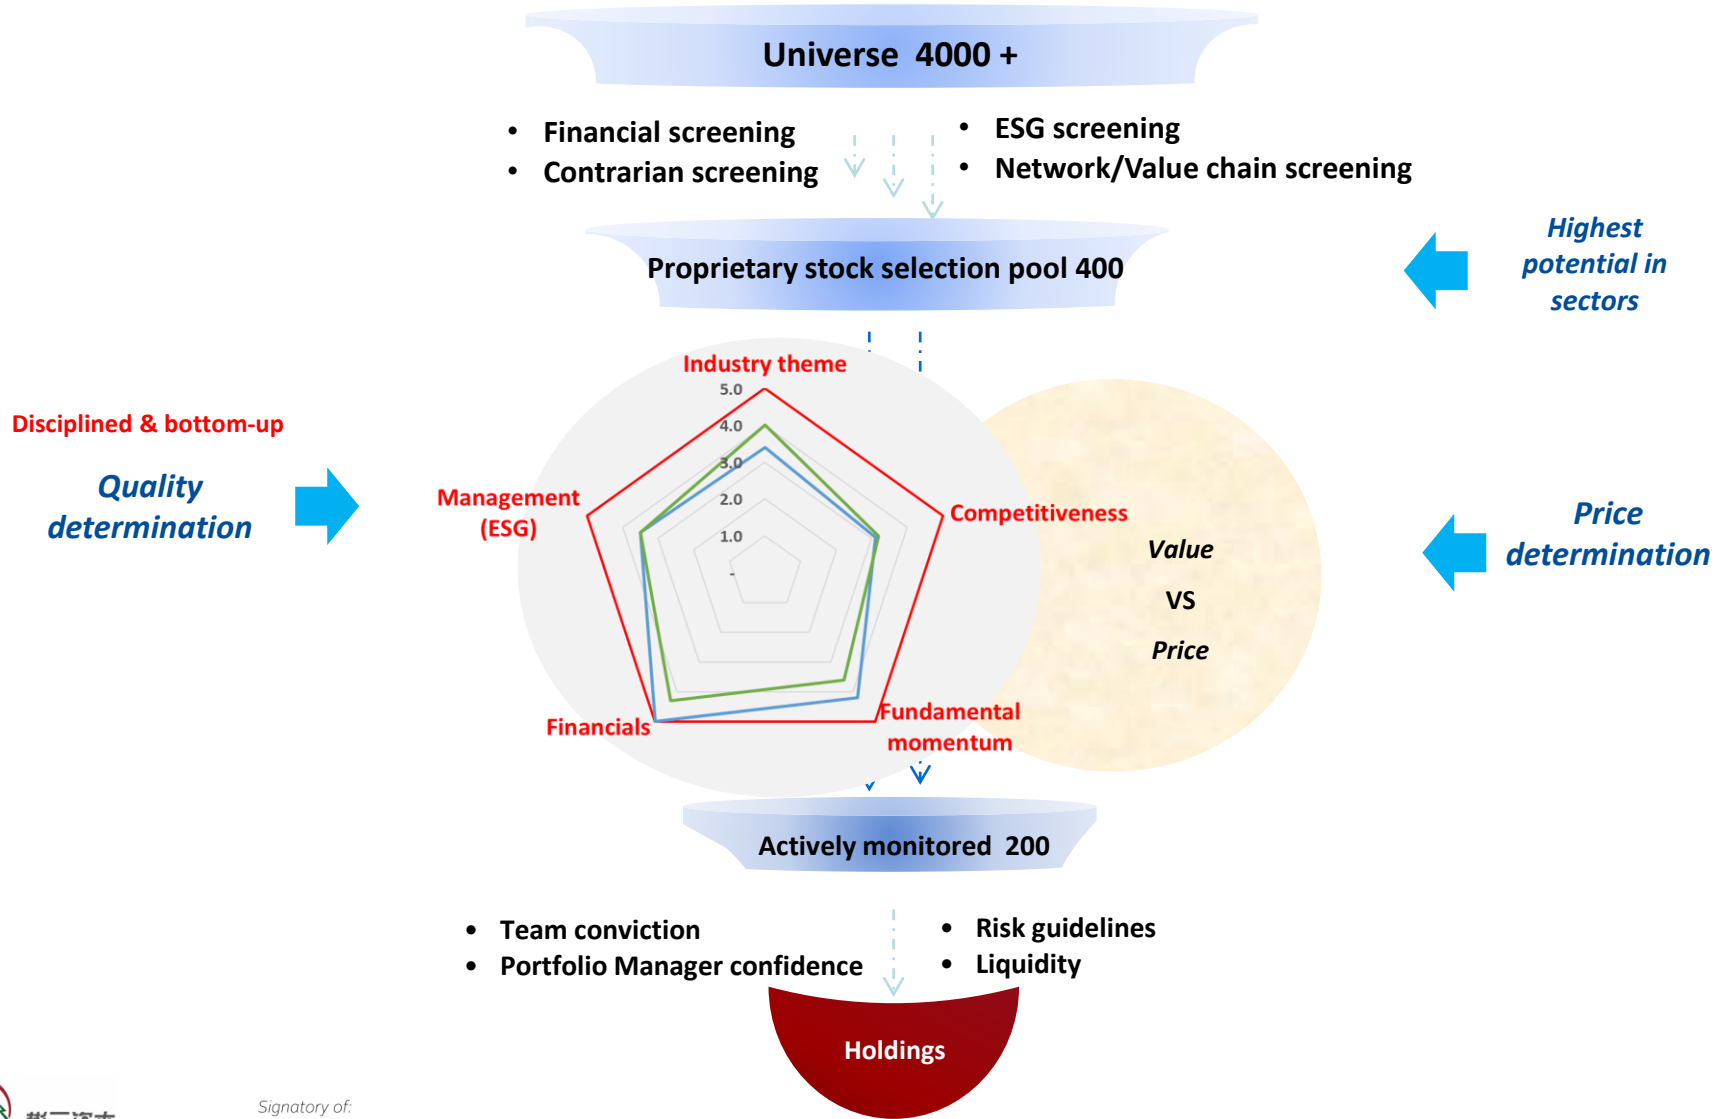 Universe  4000 +
• Financial screening
• Contrarian screening
• ESG screening
• Network/Value chain screening
Proprietary stock selection pool 400
Highest
potential in
sectors
Disciplined & bottom-up
Quality
determination
Industry theme
5.0
4.0
3.0
2.0
1.0
-
Management
(ESG)
Competitiveness
Financials
Fundamental
momentum
Value
VS
Price
Price
determination
Actively monitored  200
• Team conviction
• Portfolio Manager confidence
• Risk guidelines
• Liquidity
Holdings
Signatory of: